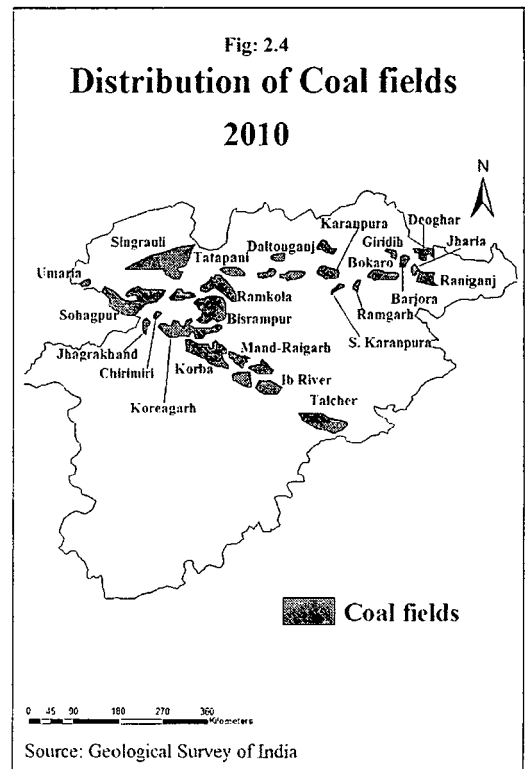 Fig: 2.4
Distribution of Coal fields
2010
N
Deoghar
Karanpura
Giridih
Jharia
Singrauli
Tatapani
Daltouganj
Bokaro
Umaria
Raniganj
Ramkola
Barjora
Sohagpur
Bisrampur
Ramgarh
Jhagrakhand
Mand-Raigarh
S. Karanpura
Chirimiri
Korba
Ib River
Koreagarh
Talcher
Coal fields
0 45 90 180 270 360
Kilometers
Source: Geological Survey of India